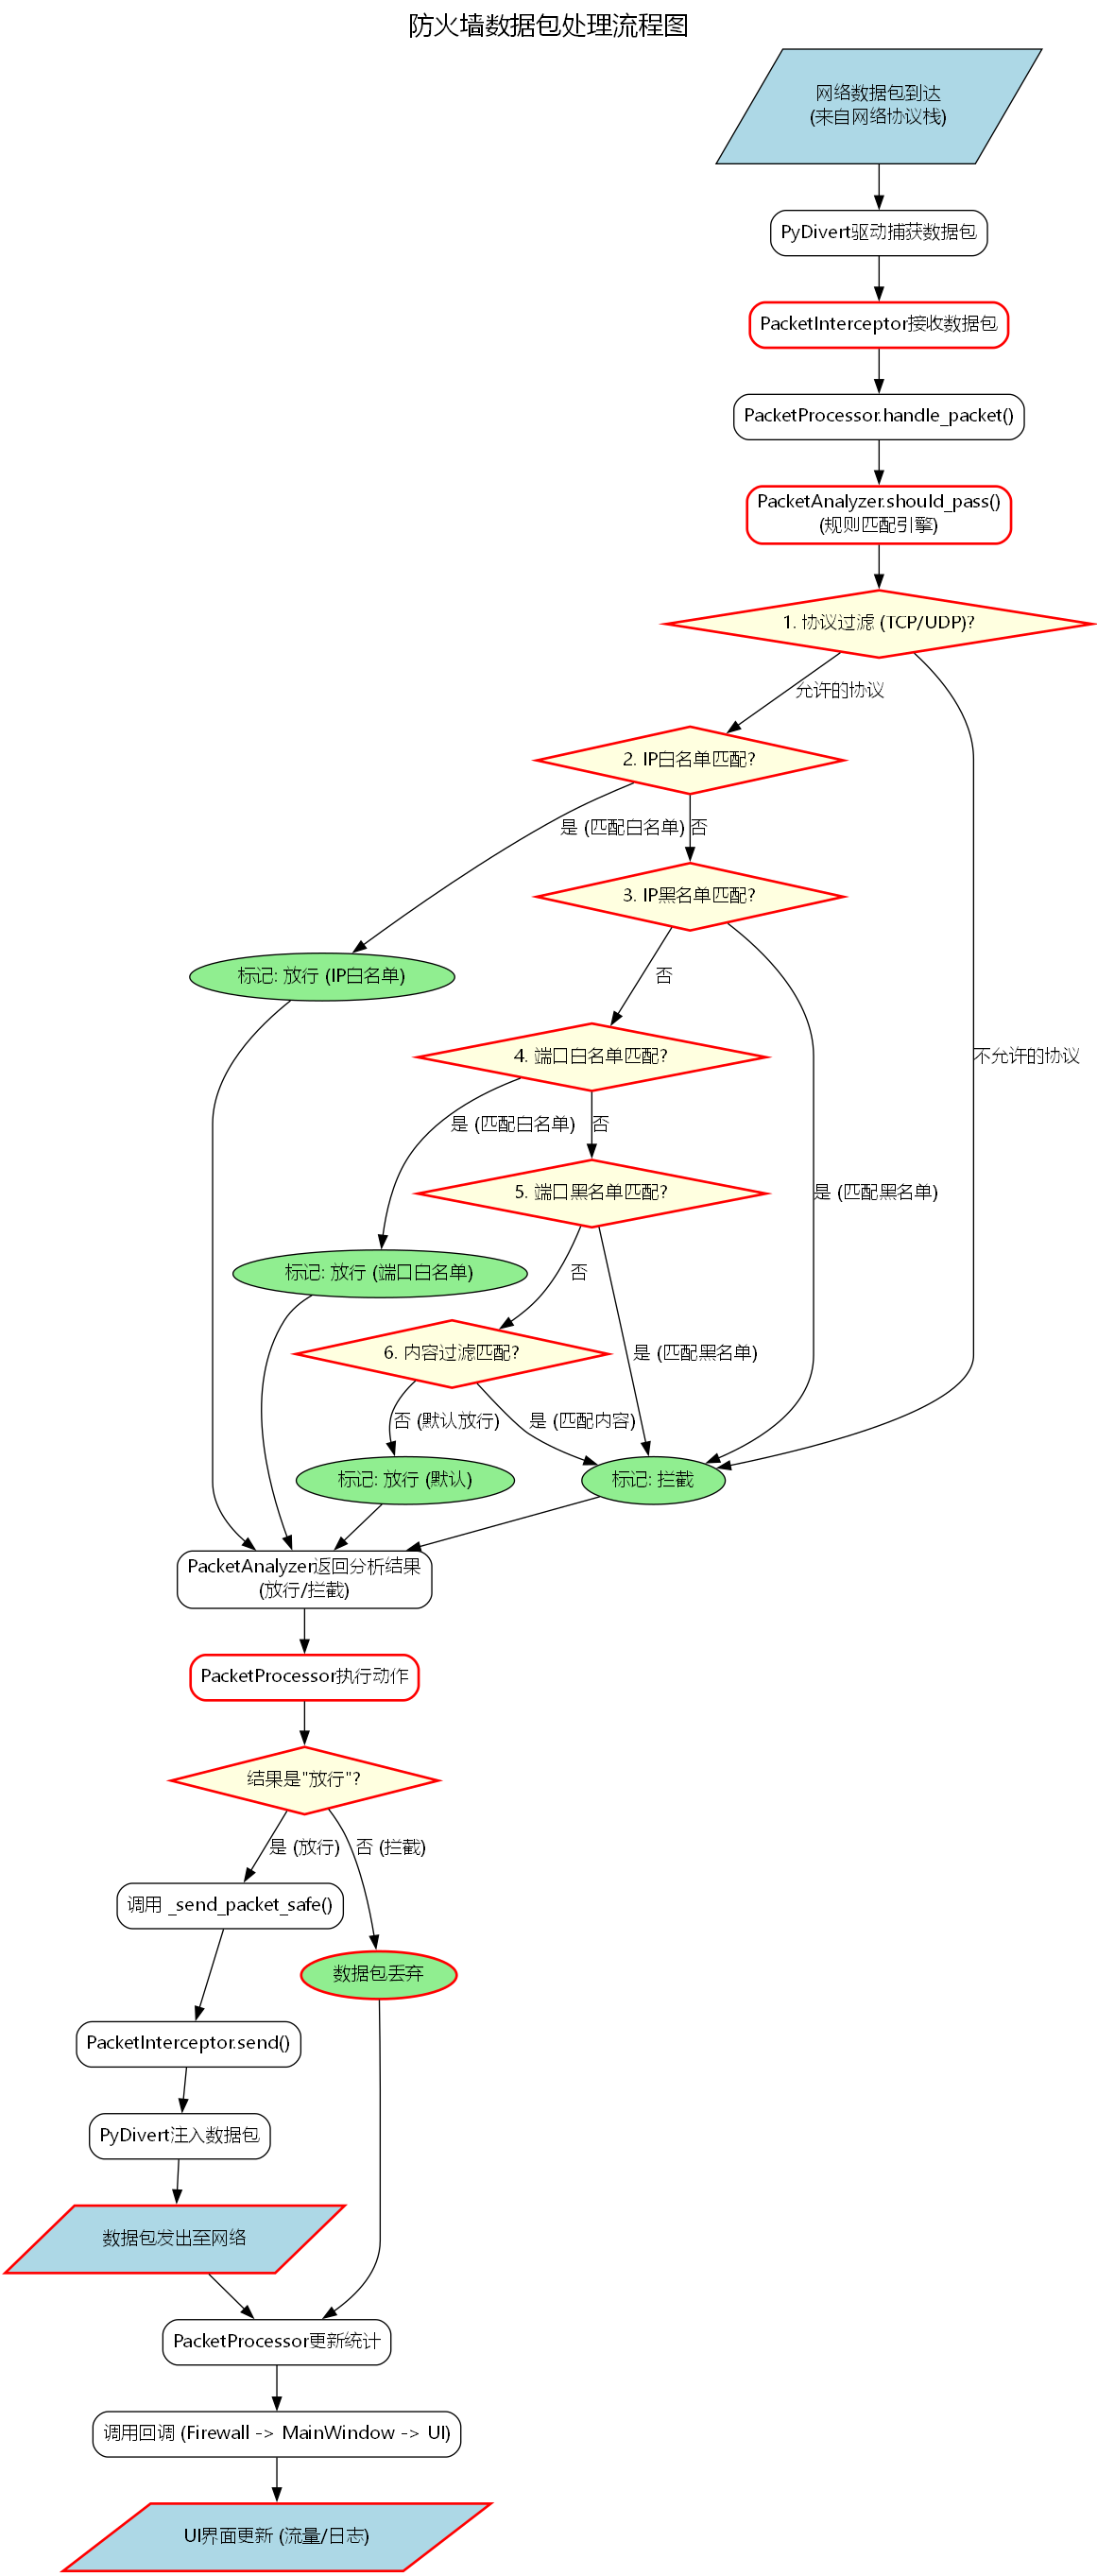 防火墙数据包处理流程图
网络数据包到达
(来自网络协议栈)
PyDivert驱动捕获数据包
PacketInterceptor接收数据包
PacketProcessor.handle_packet()
PacketAnalyzer.should_pass()
(规则匹配引擎)
1. 协议过滤 (TCP/UDP)?
允许的协议
2. IP白名单匹配?
是 (匹配白名单)
否
3. IP黑名单匹配?
标记: 放行 (IP白名单)
否
4. 端口白名单匹配?
不允许的协议
是 (匹配白名单)
否
5. 端口黑名单匹配?
是 (匹配黑名单)
标记: 放行 (端口白名单)
否
6. 内容过滤匹配?
是 (匹配黑名单)
否 (默认放行)
是 (匹配内容)
标记: 放行 (默认)
标记: 拦截
PacketAnalyzer返回分析结果
(放行/拦截)
PacketProcessor执行动作
结果是"放行"?
是 (放行)
否 (拦截)
调用 _send_packet_safe()
数据包丢弃
PacketInterceptor.send()
PyDivert注入数据包
数据包发出至网络
PacketProcessor更新统计
调用回调 (Firewall -> MainWindow -> UI)
UI界面更新 (流量/日志)